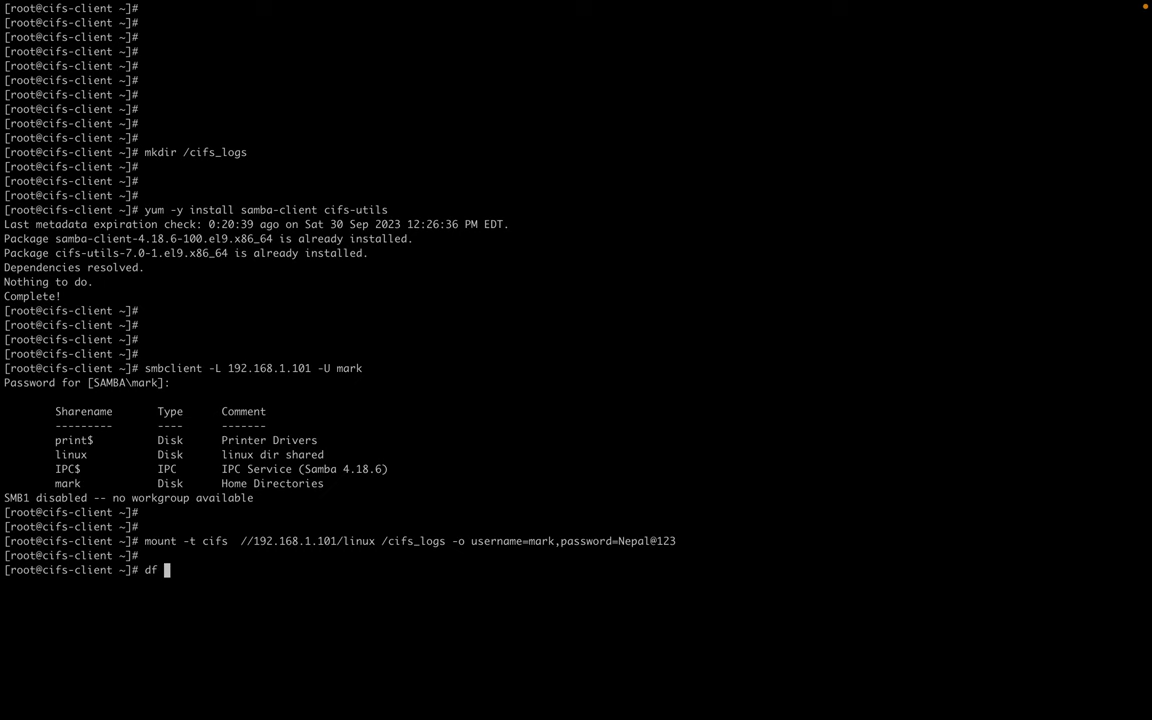 [root@cifs-client ~]#
[root@cifs-client ~]#
[root@cifs-client ~]#
[root@cifs-client ~]#
[root@cifs-client ~]#
[root@cifs-client ~]#
[root@cifs-client ~]#
[root@cifs-client ~]#
[root@cifs-client ~]#
[root@cifs-client ~]#
[root@cifs-client ~]# mkdir /cifs_logs
[root@cifs-client ~]#
[root@cifs-client ~]#
[root@cifs-client ~]#
[root@cifs-client ~]# yum -y install samba-client cifs-utils
Last metadata expiration check: 0:20:39 ago on Sat 30 Sep 2023 12:26:36 PM EDT.
Package samba-client-4.18.6-100.el9.x86_64 is already installed.
Package cifs-utils-7.0-1.el9.x86_64 is already installed.
Dependencies resolved.
Nothing to do.
Complete!
[root@cifs-client ~]#
[root@cifs-client ~]#
[root@cifs-client ~]#
[root@cifs-client ~]#
[root@cifs-client ~]# smbclient -L 192.168.1.101 -U mark
Password for [SAMBA\mark]:
Sharename Type Comment
--------- ---- -------
print$ Disk Printer Drivers
linux Disk linux dir shared
IPC$ IPC IPC Service (Samba 4.18.6)
mark Disk Home Directories
SMB1 disabled -- no workgroup available
[root@cifs-client ~]#
[root@cifs-client ~]#
[root@cifs-client ~]# mount -t cifs  //192.168.1.101/linux /cifs_logs -o username=mark,password=Nepal@123
[root@cifs-client ~]#
[root@cifs-client ~]# df